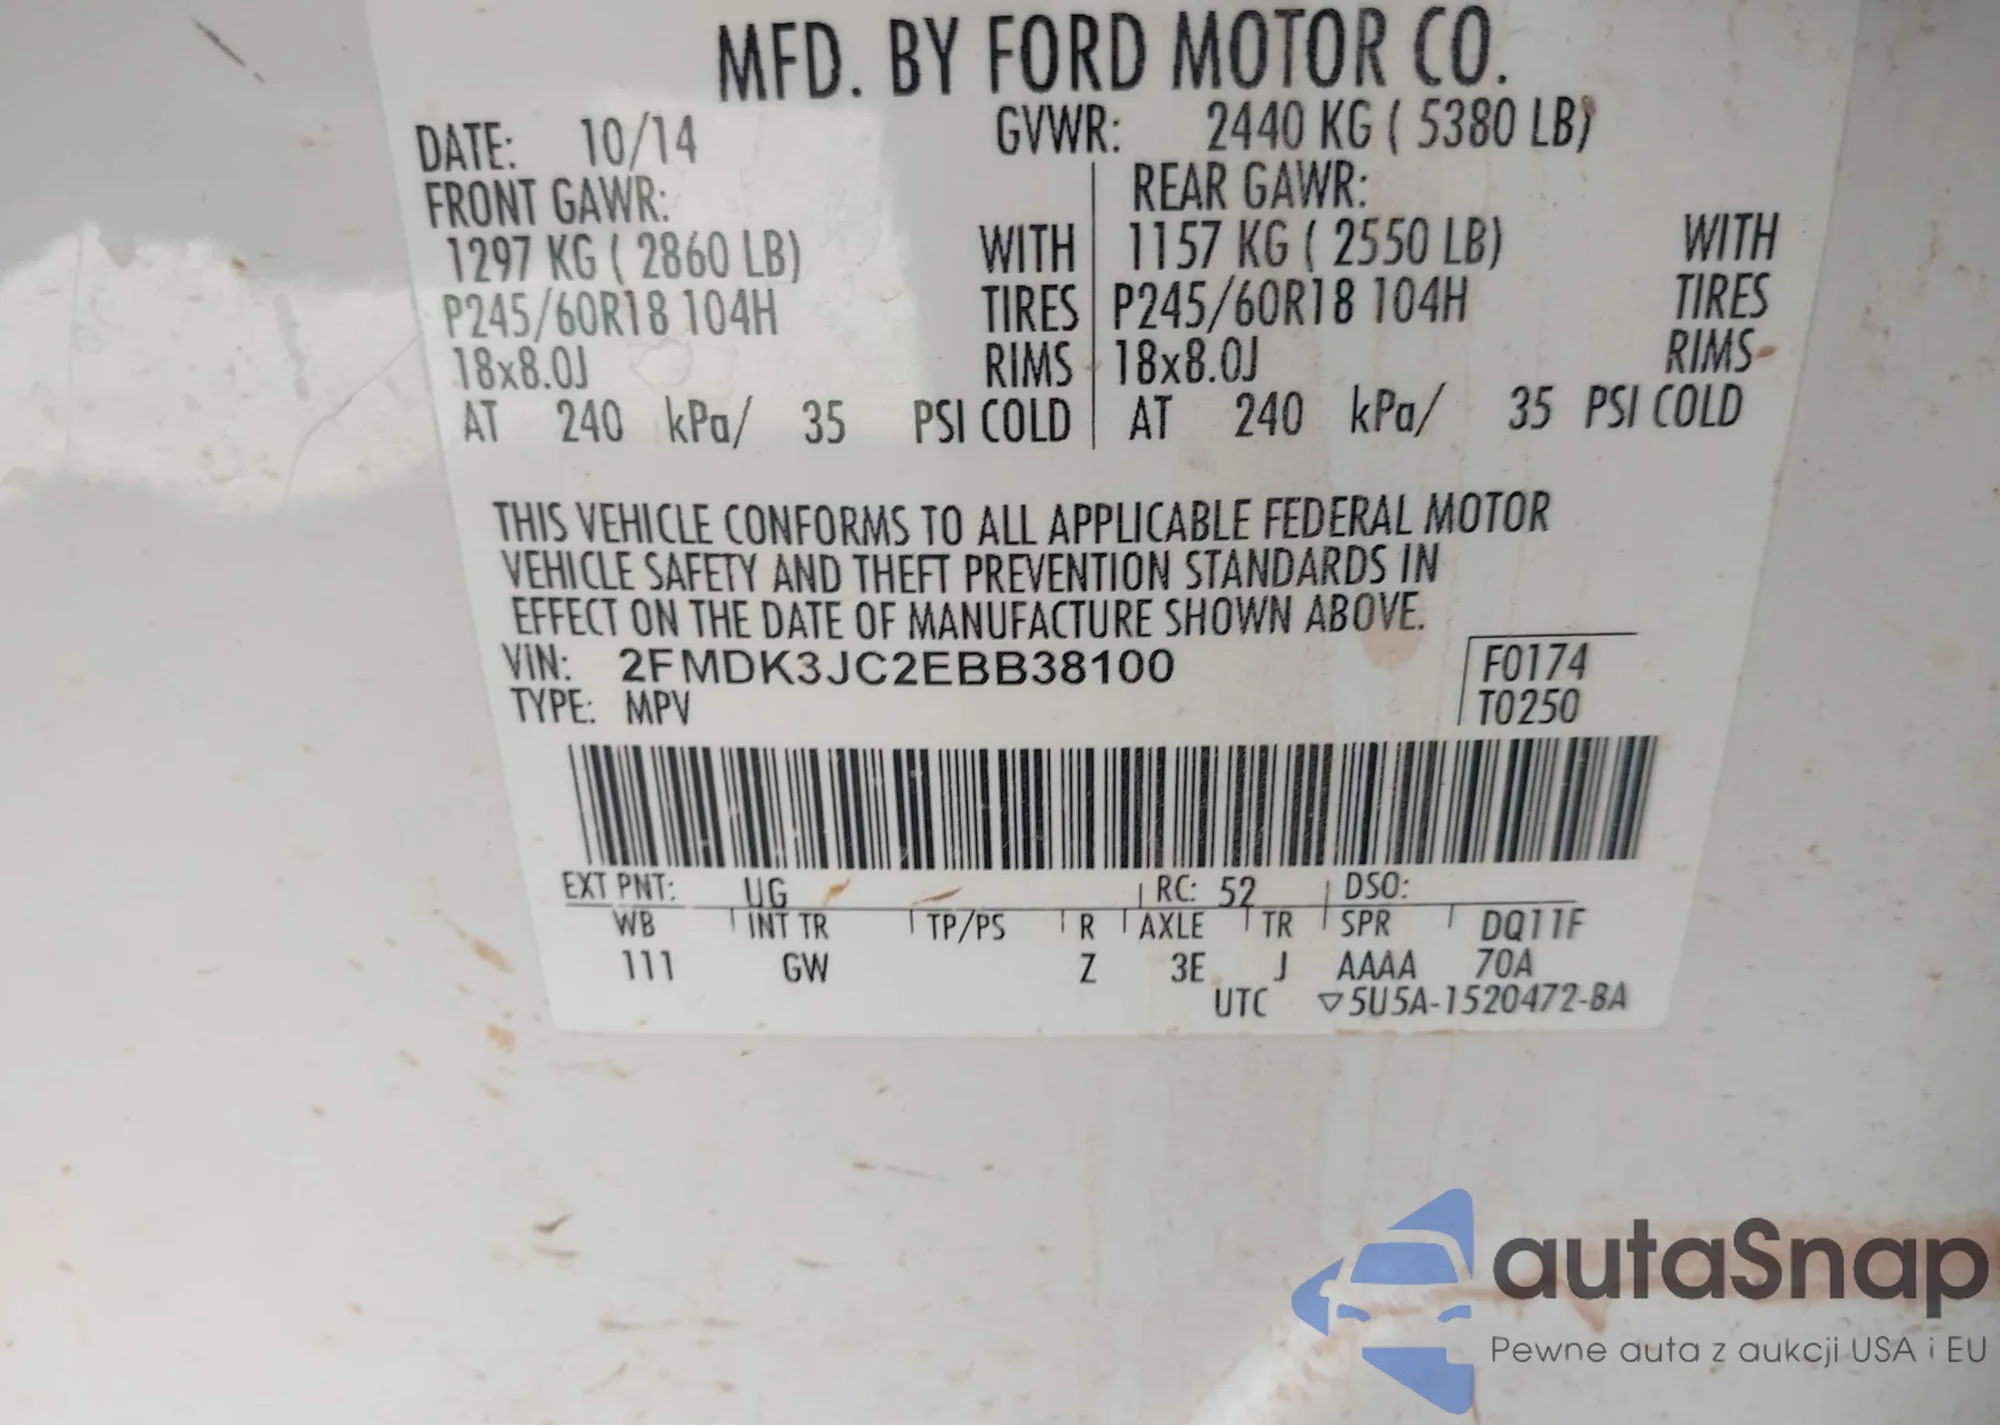 MFD. BY FORD MOTOR CO.
DATE: 10/14 GVWR: 2440 KG ( 5380 LB)
FRONT GAWR: REAR GAWR:
1297 KG ( 2860 LB) WITH 1157 KG ( 2550 LB) WITH
P245/60R18 104H TIRES P245/60R18 104H TIRES
18x8.0J RIMS 18x8.0J RIMS
AT 240 kPa/ 35 PSI COLD AT 240 kPa/ 35 PSI COLD
THIS VEHICLE CONFORMS TO ALL APPLICABLE FEDERAL MOTOR
VEHICLE SAFETY AND THEFT PREVENTION STANDARDS IN
EFFECT ON THE DATE OF MANUFACTURE SHOWN ABOVE.
VIN: 2FMDK3JC2EBB38100 F0174
TYPE: MPV T0250
EXT PNT: UG RC: 52 DSO:
WB INT TR TP/PS R AXLE TR SPR DQ11F
111 GW Z 3E J AAAA 70A
UTC ▽5U5A-1520472-BA
autaSnap
Pewne auta z aukcji USA i EU